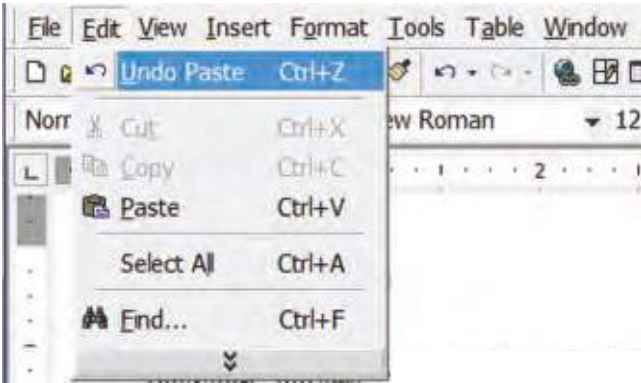 File Edit View Insert Format Tools Table Window
Undo Paste Ctrl+Z
Norr ew Roman 12
Cut Ctrl+X
Copy Ctrl+C
2
Paste Ctrl+V
Select All Ctrl+A
Find... Ctrl+F